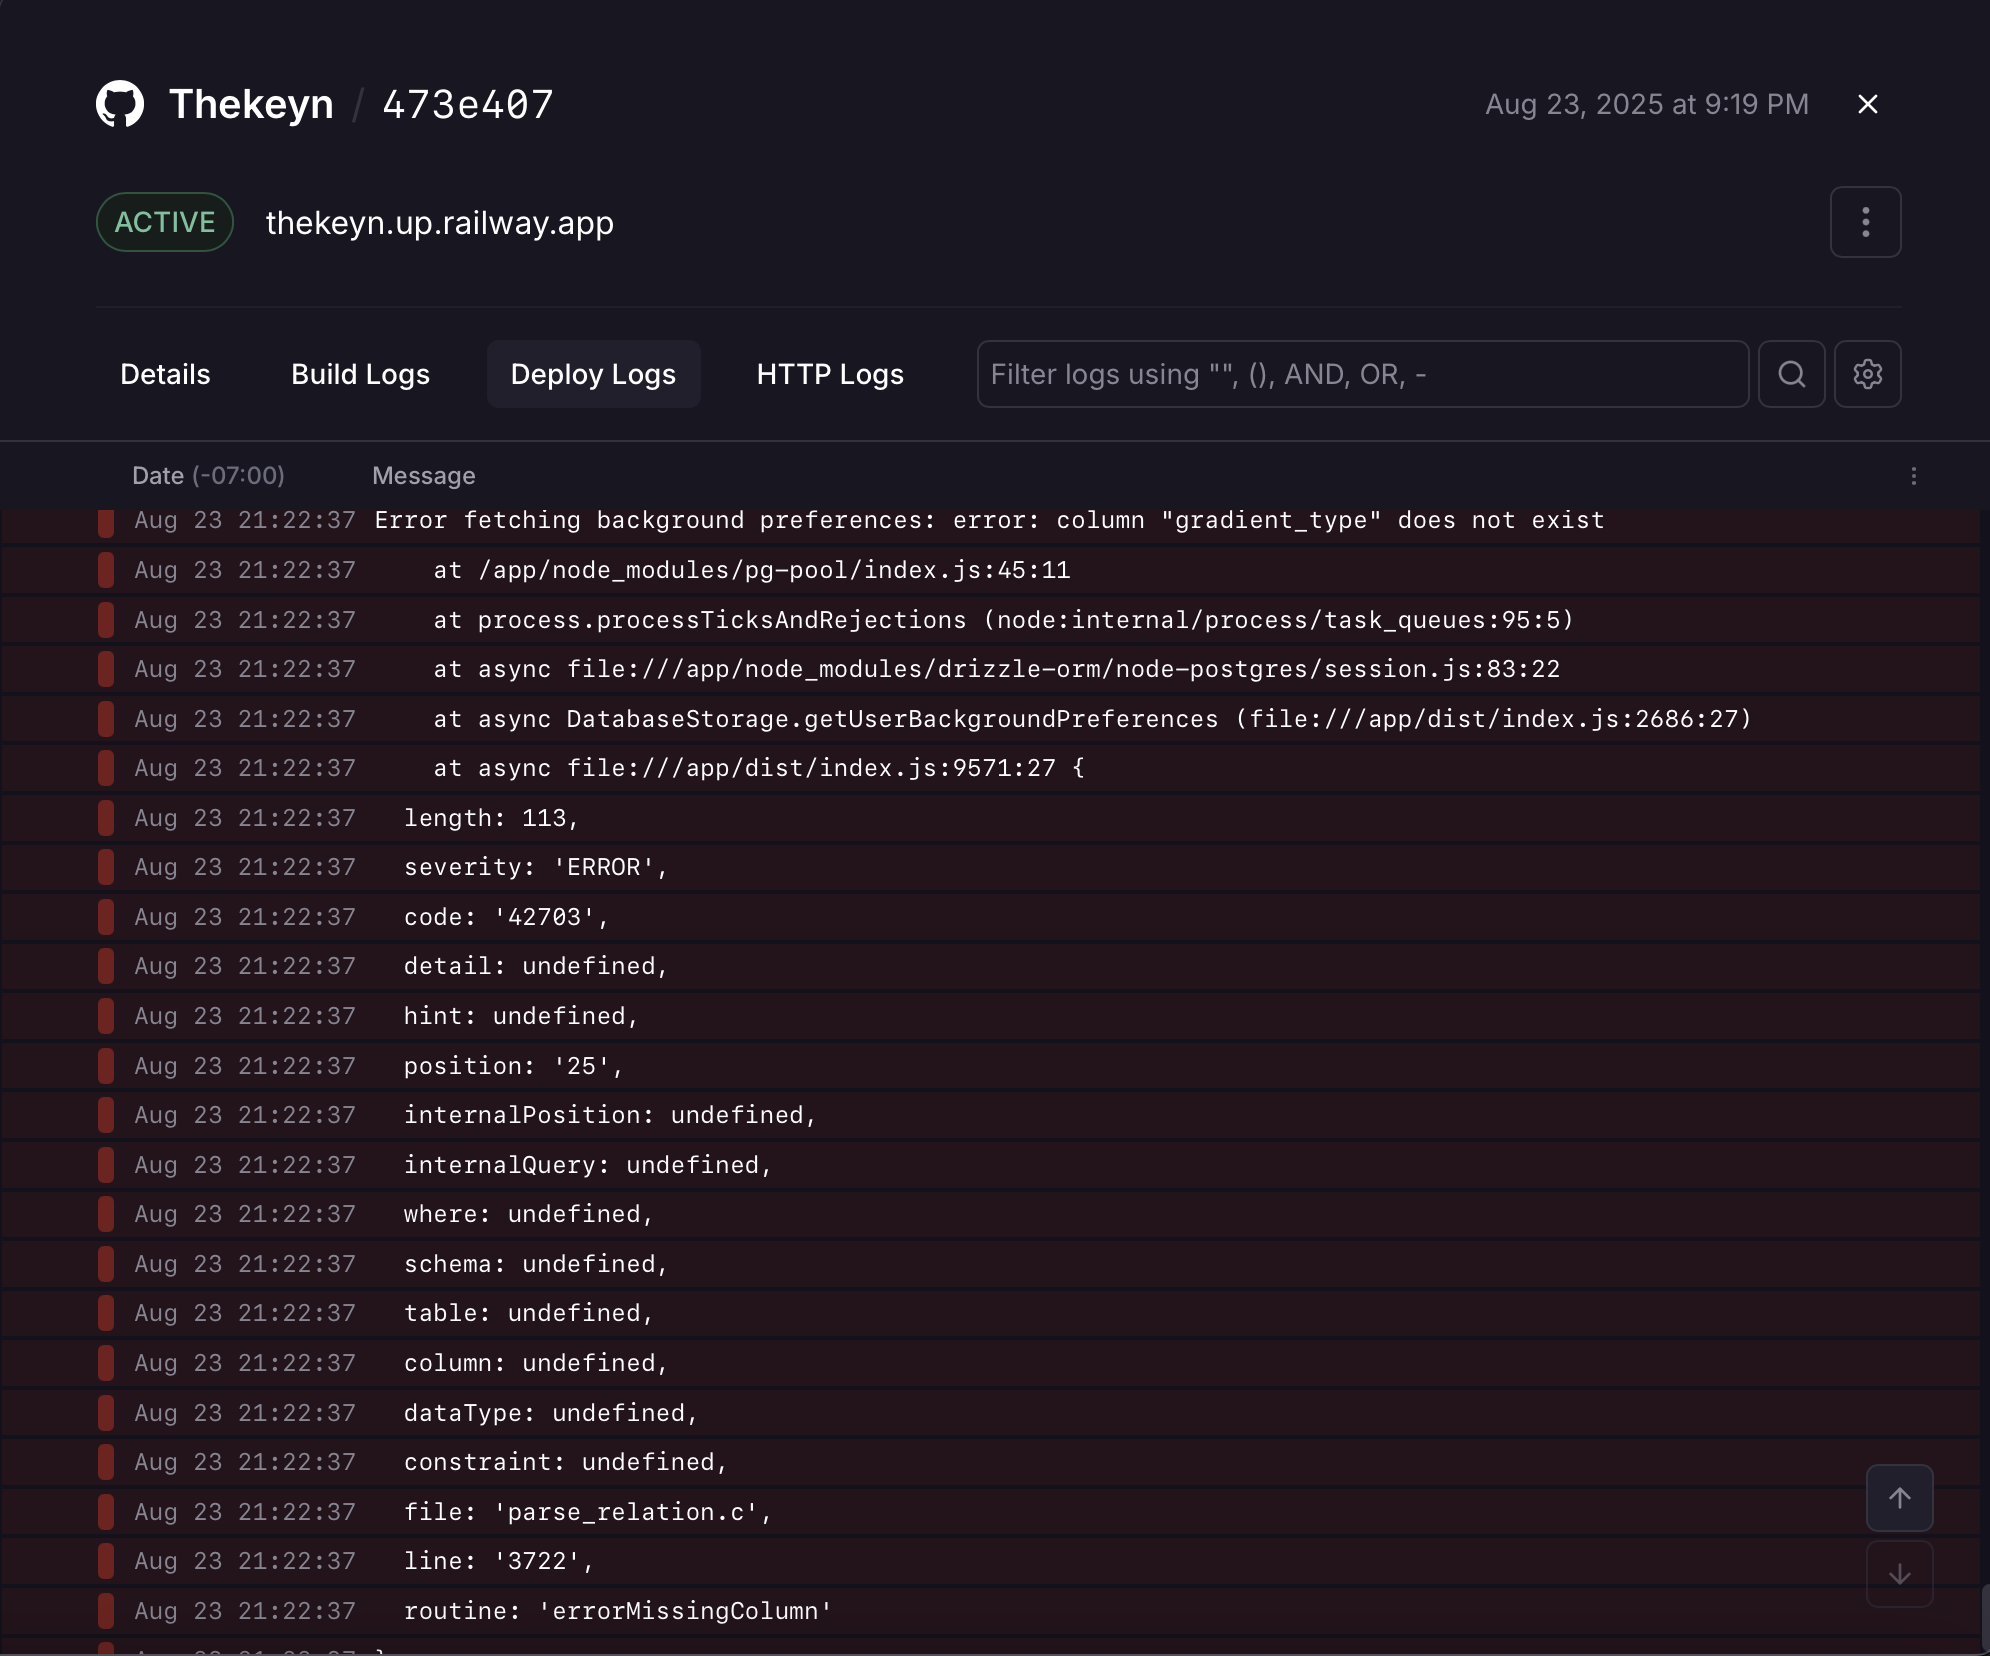 Thekeyn / 473e407
Aug 23, 2025 at 9:19 PM
ACTIVE
thekeyn.up.railway.app
Details
Build Logs
Deploy Logs
HTTP Logs
Filter logs using "", (), AND, OR, -
Date (-07:00) Message
Aug 23 21:22:37 Error fetching background preferences: error: column "gradient_type" does not exist
Aug 23 21:22:37 at /app/node_modules/pg-pool/index.js:45:11
Aug 23 21:22:37 at process.processTicksAndRejections (node:internal/process/task_queues:95:5)
Aug 23 21:22:37 at async file:///app/node_modules/drizzle-orm/node-postgres/session.js:83:22
Aug 23 21:22:37 at async DatabaseStorage.getUserBackgroundPreferences (file:///app/dist/index.js:2686:27)
Aug 23 21:22:37 at async file:///app/dist/index.js:9571:27 {
Aug 23 21:22:37 length: 113,
Aug 23 21:22:37 severity: 'ERROR',
Aug 23 21:22:37 code: '42703',
Aug 23 21:22:37 detail: undefined,
Aug 23 21:22:37 hint: undefined,
Aug 23 21:22:37 position: '25',
Aug 23 21:22:37 internalPosition: undefined,
Aug 23 21:22:37 internalQuery: undefined,
Aug 23 21:22:37 where: undefined,
Aug 23 21:22:37 schema: undefined,
Aug 23 21:22:37 table: undefined,
Aug 23 21:22:37 column: undefined,
Aug 23 21:22:37 dataType: undefined,
Aug 23 21:22:37 constraint: undefined,
Aug 23 21:22:37 file: 'parse_relation.c',
Aug 23 21:22:37 line: '3722',
Aug 23 21:22:37 routine: 'errorMissingColumn'